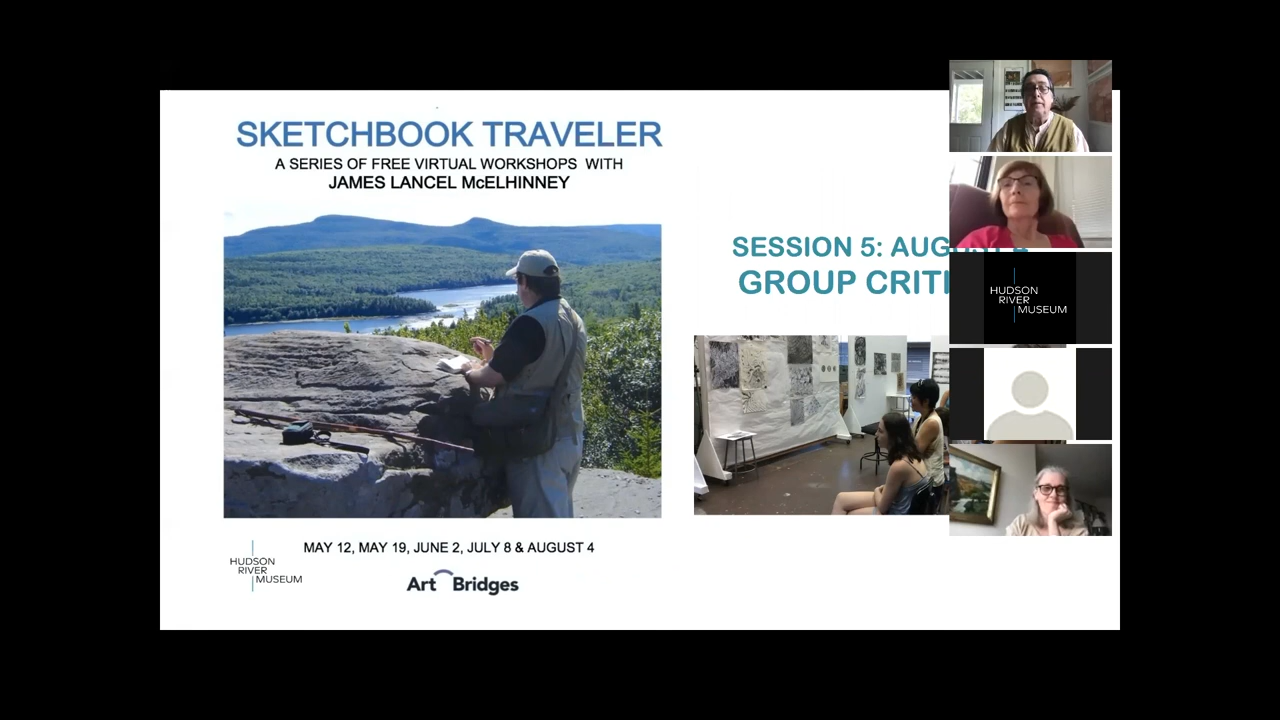 SKETCHBOOK TRAVELER
A SERIES OF FREE VIRTUAL WORKSHOPS WITH
JAMES LANCEL McELHINNEY
SESSION 5: AUG
GROUP CRITI
HUDSON
RIVER
MUSEUM
MAY 12, MAY 19, JUNE 2, JULY 8 & AUGUST 4
HUDSON
RIVER
MUSEUM
Art Bridges